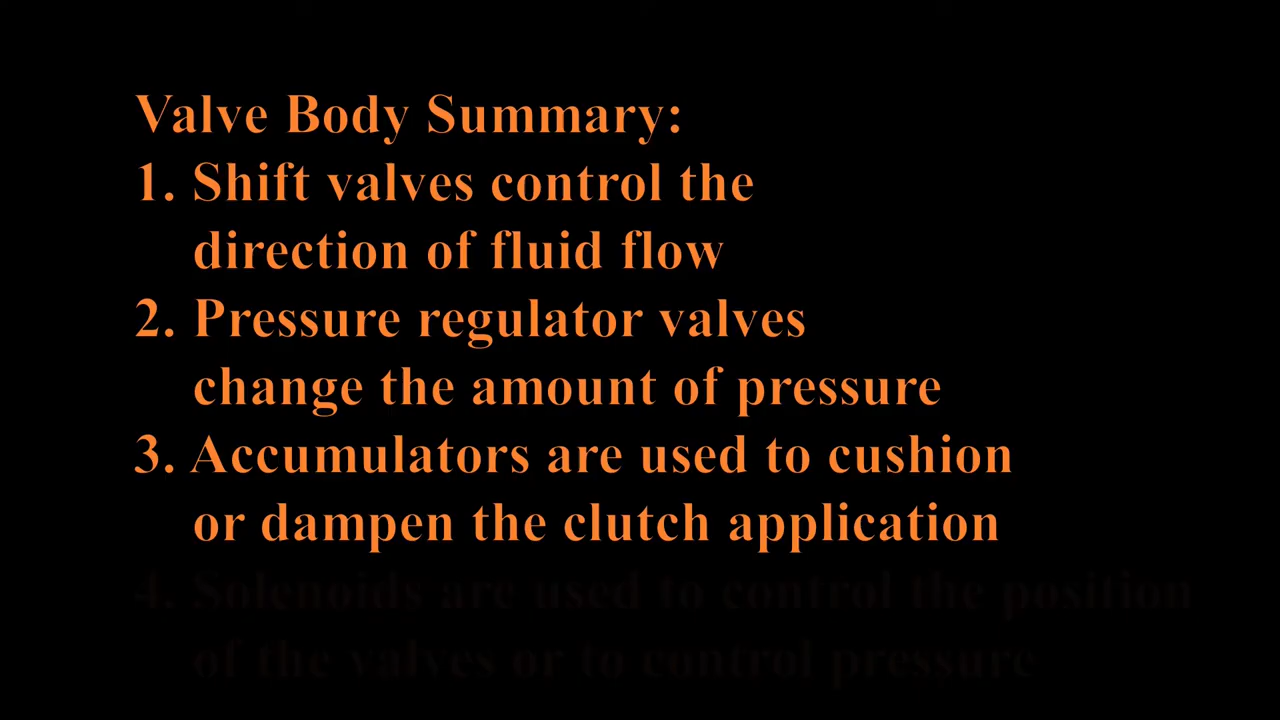 Valve Body Summary:
1. Shift valves control the
direction of fluid flow
2. Pressure regulator valves
change the amount of pressure
3. Accumulators are used to cushion
or dampen the clutch application
4. Solenoids are used to control the position
of the valves or to control pressure